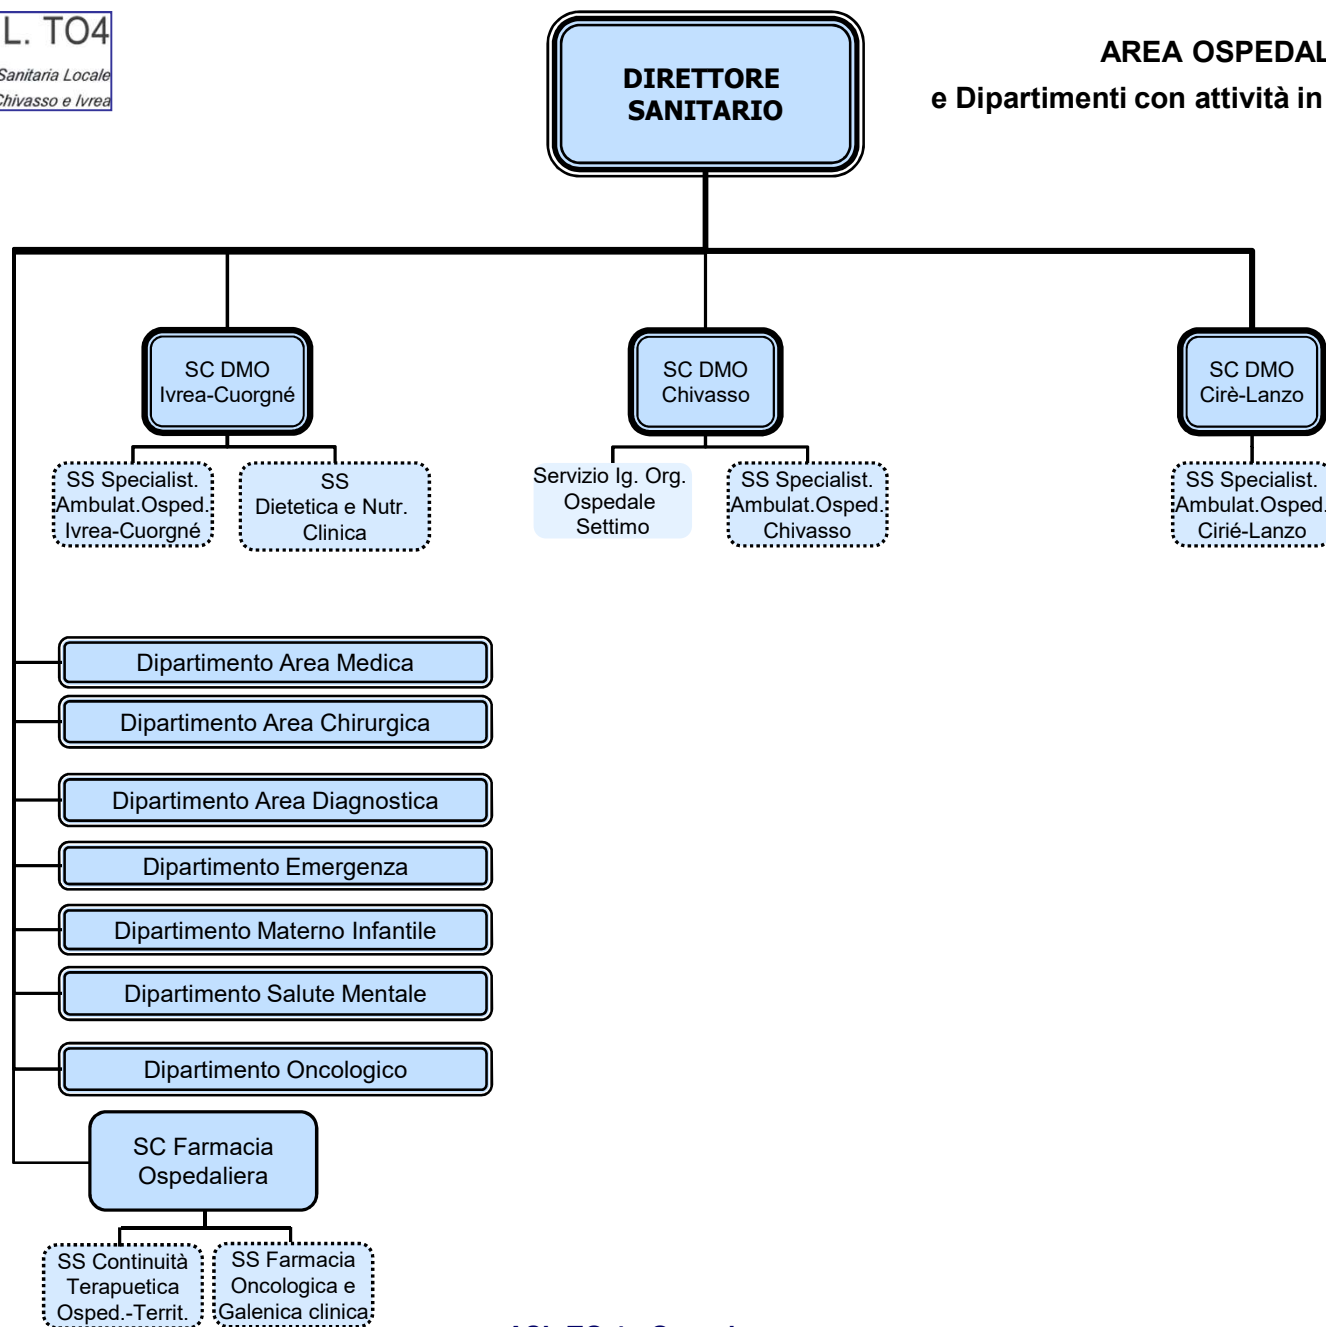 L. TO4
Sanitaria Locale
Chivasso e Ivrea
DIRETTORE
SANITARIO
AREA OSPEDAL
e Dipartimenti con attività in
SC DMO
Ivrea-Cuorgné
SC DMO
Chivasso
SC DMO
Cirè-Lanzo
SS Specialist.
Ambulat.Osped.
Ivrea-Cuorgné
SS
Dietetica e Nutr.
Clinica
Servizio Ig. Org.
Ospedale
Settimo
SS Specialist.
Ambulat.Osped.
Chivasso
SS Specialist.
Ambulat.Osped.
Cirié-Lanzo
Dipartimento Area Medica
Dipartimento Area Chirurgica
Dipartimento Area Diagnostica
Dipartimento Emergenza
Dipartimento Materno Infantile
Dipartimento Salute Mentale
Dipartimento Oncologico
SC Farmacia
Ospedaliera
SS Continuità
Terapuetica
Osped.-Territ.
SS Farmacia
Oncologica e
Galenica clinica